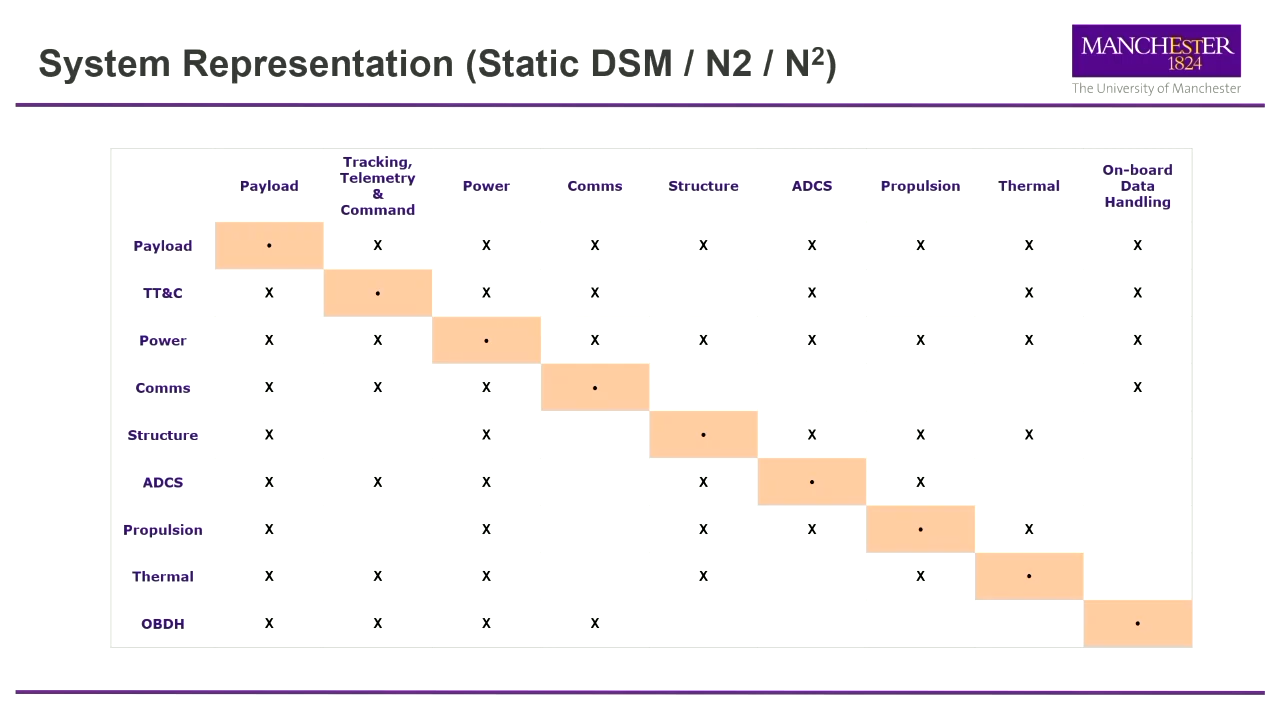 System Representation (Static DSM / N2 / N²)
MANCHESTER
1824
The University of Manchester
Payload
Tracking,
Telemetry
&
Command
Power
Comms
Structure
ADCS
Propulsion
Thermal
On-board
Data
Handling
Payload • X X X X X X X X
TT&C X • X X X X X
Power X X • X X X X X X
Comms X X X • X
Structure X X • X X X
ADCS X X X X • X
Propulsion X X X X • X
Thermal X X X X X •
OBDH X X X X •